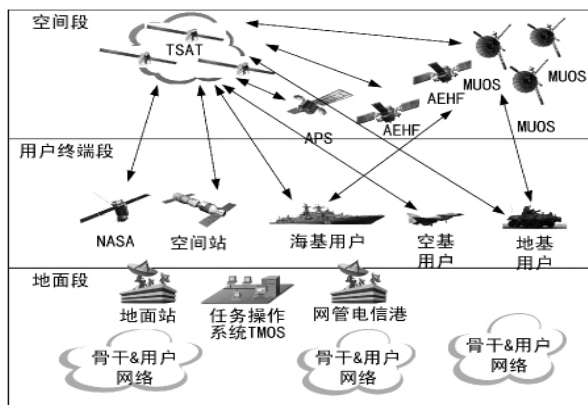 空间段
TSAT
MUOS
AEHF
MUOS
AEHF
MUOS
APS
用户终端段
NASA
空间站
海基用户
空基
用户
地基
用户
地面段
地面站
任务操作
系统TMOS
网管电信港
骨干&用户
网络
骨干&用户
网络
骨干&用户
网络